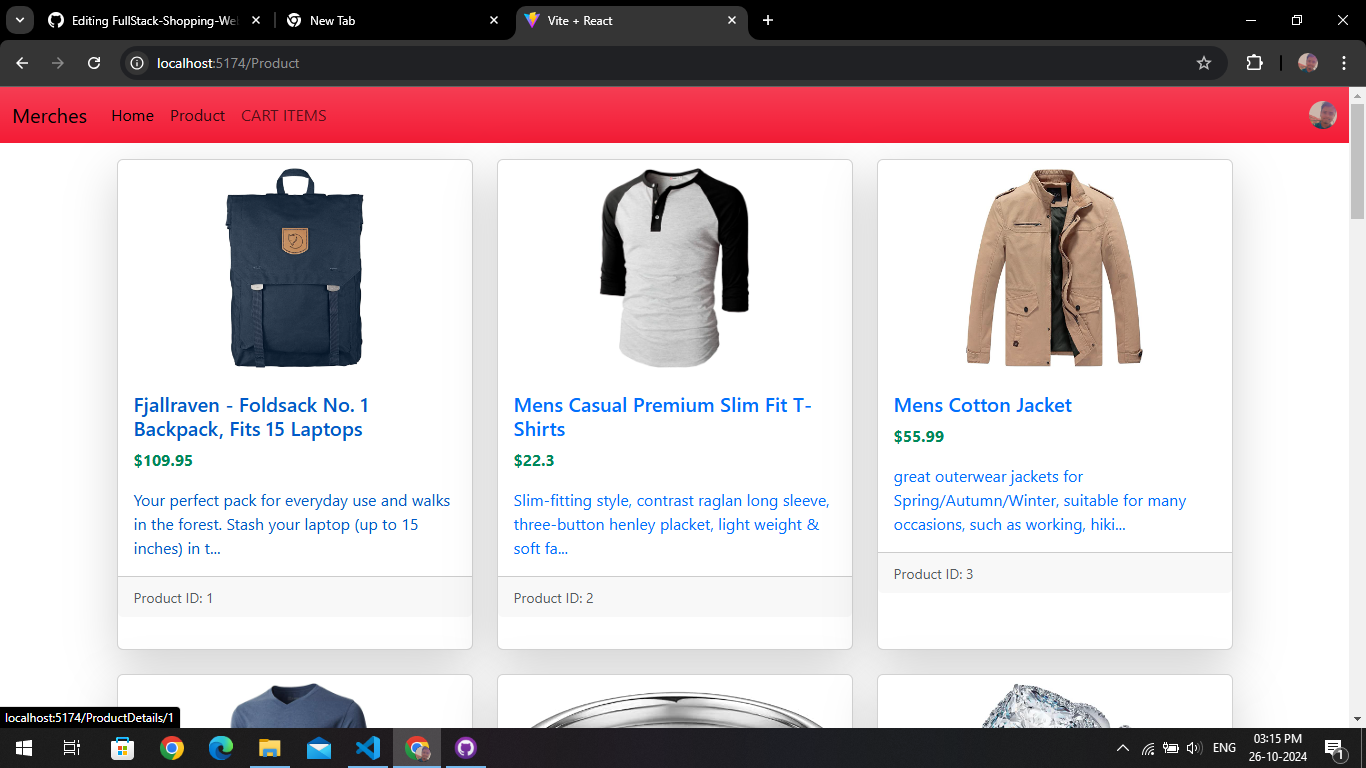 Editing FullStack-Shopping-Wel
New Tab
Vite + React
localhost:5174/Product
Merches
Home
Product
CART ITEMS
Fjallraven - Foldsack No. 1
Backpack, Fits 15 Laptops
$109.95
Your perfect pack for everyday use and walks
in the forest. Stash your laptop (up to 15
inches) in t...
Product ID: 1
Mens Casual Premium Slim Fit T-
Shirts
$22.3
Slim-fitting style, contrast raglan long sleeve,
three-button henley placket, light weight &
soft fa...
Product ID: 2
Mens Cotton Jacket
$55.99
great outerwear jackets for
Spring/Autumn/Winter, suitable for many
occasions, such as working, hiki...
Product ID: 3
localhost:5174/ProductDetails/1
ENG
03:15 PM
26-10-2024
1